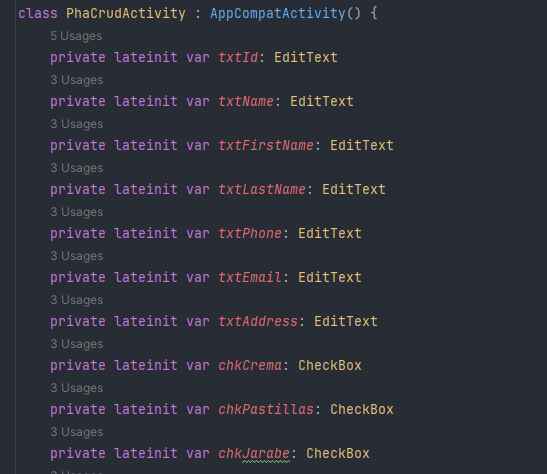 class PhaCrudActivity : AppCompatActivity() {
5 Usages
private lateinit var txtId: EditText
3 Usages
private lateinit var txtName: EditText
3 Usages
private lateinit var txtFirstName: EditText
3 Usages
private lateinit var txtLastName: EditText
3 Usages
private lateinit var txtPhone: EditText
3 Usages
private lateinit var txtEmail: EditText
3 Usages
private lateinit var txtAddress: EditText
3 Usages
private lateinit var chkCrema: CheckBox
3 Usages
private lateinit var chkPastillas: CheckBox
3 Usages
private lateinit var chkJarabe: CheckBox